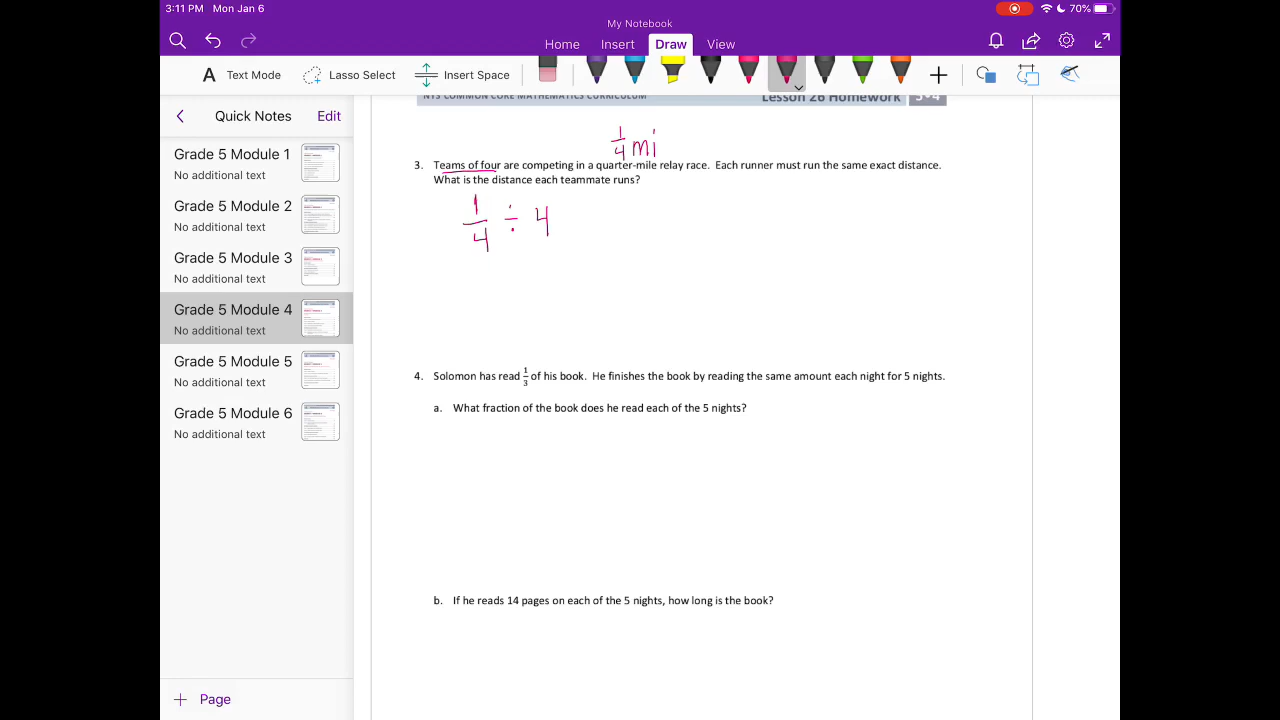 3:11 PM Mon Jan 6
70%
My Notebook
Home Insert Draw View
Text Mode Lasso Select Insert Space
Quick Notes Edit
Grade 5 Module 1
No additional text
Grade 5 Module 2
No additional text
Grade 5 Module 3
No additional text
Grade 5 Module 4
No additional text
Grade 5 Module 5
No additional text
Grade 5 Module 6
No additional text
Page
NYS COMMON CORE MATHEMATICS CURRICULUM Lesson 26 Homework 5•4
1/4 mi
3. Teams of four are competing in a quarter-mile relay race. Each runner must run the same exact distance.
What is the distance each teammate runs?
1/4 ÷ 4
4. Solomon has read 1/3 of his book. He finishes the book by reading the same amount each night for 5 nights.
a. What fraction of the book does he read each of the 5 nights?
b. If he reads 14 pages on each of the 5 nights, how long is the book?